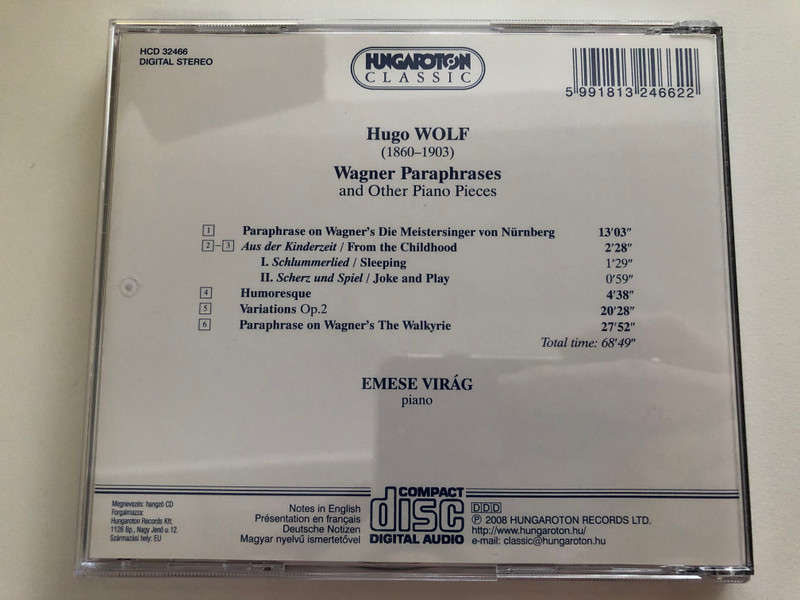 HCD 32466
DIGITAL STEREO
HUNGAROTON
CLASSIC
5 991813 246622
Hugo WOLF
(1860–1903)
Wagner Paraphrases
and Other Piano Pieces
1 Paraphrase on Wagner's Die Meistersinger von Nürnberg 13'03"
2–3 Aus der Kinderzeit / From the Childhood 2'28"
I. Schlummerlied / Sleeping 1'29"
II. Scherz und Spiel / Joke and Play 0'59"
4 Humoresque 4'38"
5 Variations Op.2 20'28"
6 Paraphrase on Wagner's The Walkyrie 27'52"
Total time: 68'49"
EMESE VIRÁG
piano
Megnevezés: hangzó CD
Forgalmazza:
Hungaroton Records Kft.
1126 Bp., Nagy Jenő u. 12.
Származási hely: EU
Notes in English
Présentation en français
Deutsche Notizen
Magyar nyelvű ismertetővel
COMPACT
disc
DIGITAL AUDIO
DDD
℗ 2008 HUNGAROTON RECORDS LTD.
http://www.hungaroton.hu/
e-mail: classic@hungaroton.hu